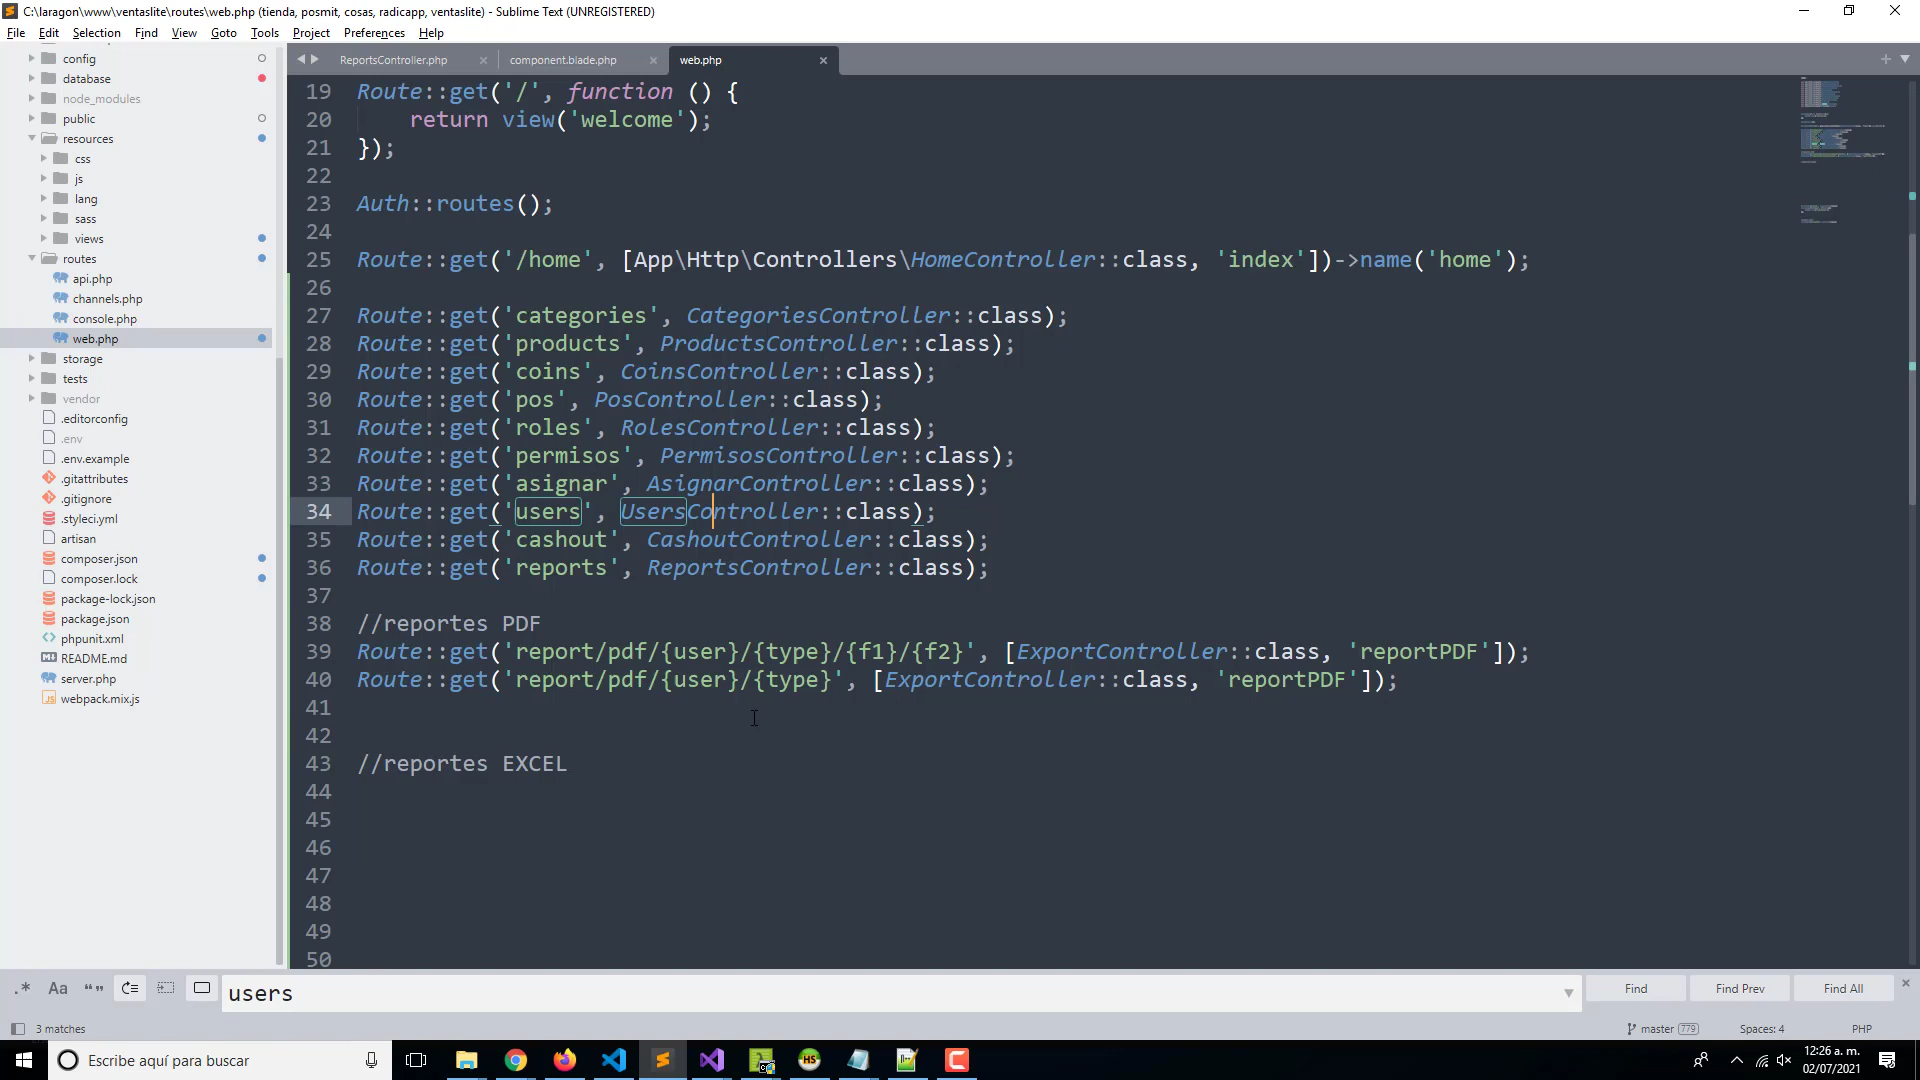 C:\laragon\www\ventaslite\routes\web.php (tienda, posmit, cosas, radicapp, ventaslite) - Sublime Text (UNREGISTERED)
File Edit Selection Find View Goto Tools Project Preferences Help
config
database
node_modules
public
resources
css
js
lang
sass
views
routes
api.php
channels.php
console.php
web.php
storage
tests
vendor
.editorconfig
.env
.env.example
.gitattributes
.gitignore
.styleci.yml
artisan
composer.json
composer.lock
package-lock.json
package.json
phpunit.xml
README.md
server.php
webpack.mix.js
ReportsController.php component.blade.php web.php
19 Route::get('/', function () {
20 return view('welcome');
21 });
22
23 Auth::routes();
24
25 Route::get('/home', [App\Http\Controllers\HomeController::class, 'index'])->name('home');
26
27 Route::get('categories', CategoriesController::class);
28 Route::get('products', ProductsController::class);
29 Route::get('coins', CoinsController::class);
30 Route::get('pos', PosController::class);
31 Route::get('roles', RolesController::class);
32 Route::get('permisos', PermisosController::class);
33 Route::get('asignar', AsignarController::class);
34 Route::get('users', UsersController::class);
35 Route::get('cashout', CashoutController::class);
36 Route::get('reports', ReportsController::class);
37
38 //reportes PDF
39 Route::get('report/pdf/{user}/{type}/{f1}/{f2}', [ExportController::class, 'reportPDF']);
40 Route::get('report/pdf/{user}/{type}', [ExportController::class, 'reportPDF']);
41
42
43 //reportes EXCEL
44
45
46
47
48
49
50
.* Aa “” users Find Find Prev Find All
3 matches master 779 Spaces: 4 PHP
Escribe aquí para buscar
HS
C
12:26 a. m.
02/07/2021